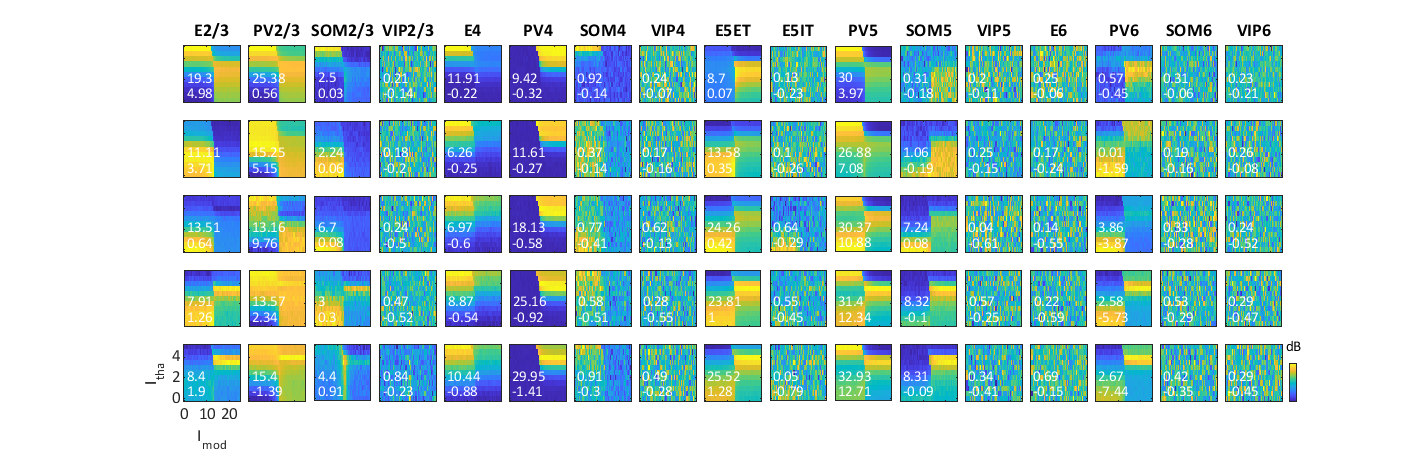 E2/3 PV2/3 SOM2/3 VIP2/3 E4 PV4 SOM4 VIP4 E5ET E5IT PV5 SOM5 VIP5 E6 PV6 SOM6 VIP6
19.3 25.38 2.5 0.21 11.91 9.42 0.92 0.24 8.7 0.13 30 0.31 0.2 0.25 0.57 0.31 0.23
4.98 0.56 0.03 -0.14 -0.22 -0.32 -0.14 -0.07 0.07 -0.23 3.97 -0.18 -0.11 -0.06 -0.45 -0.06 -0.21
11.11 15.25 2.24 0.18 6.26 11.61 0.37 0.17 13.58 0.1 26.88 1.06 0.25 0.17 0.01 0.19 0.26
3.71 5.15 0.06 -0.2 -0.25 -0.27 -0.14 -0.16 0.35 -0.26 7.08 -0.19 -0.15 -0.24 -1.59 -0.16 -0.08
13.51 13.16 6.7 0.24 6.97 18.13 0.77 0.62 24.26 0.64 30.37 7.24 0.04 0.14 3.86 0.33 0.24
0.64 9.76 0.08 -0.5 -0.6 -0.58 -0.41 -0.13 0.42 -0.29 10.88 0.08 -0.51 -0.55 -3.87 -0.28 -0.52
7.91 13.57 3 0.47 8.87 25.16 0.58 0.28 23.81 0.55 31.4 8.32 0.57 0.22 2.58 0.53 0.29
1.26 2.34 0.3 -0.52 -0.54 -0.92 -0.51 -0.55 1 -0.45 12.34 -0.1 -0.25 -0.59 -5.73 -0.29 -0.47
dB
4
2
0
I tha
8.4 15.4 4.4 0.84 10.44 29.95 0.91 0.49 25.52 0.05 32.93 8.31 0.34 0.69 2.67 0.42 0.29
1.9 -1.39 0.91 -0.23 -0.88 -1.41 -0.3 -0.28 1.28 -0.79 12.71 -0.09 -0.41 -0.15 -7.44 -0.35 -0.45
0 10 20
I mod